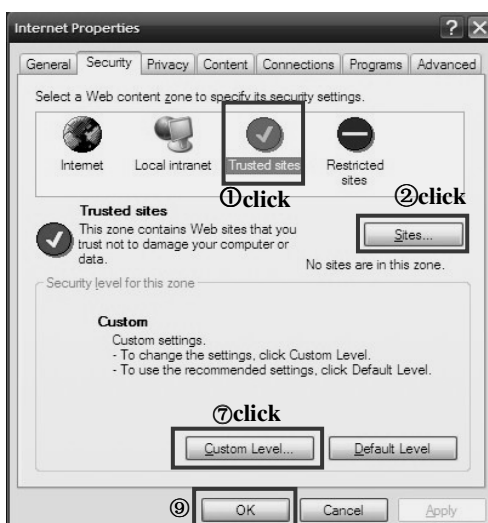 Internet Properties
General Security Privacy Content Connections Programs Advanced
Select a Web content zone to specify its security settings.
Internet Local intranet Trusted sites Restricted sites
①click
②click
Trusted sites
This zone contains Web sites that you
trust not to damage your computer or
data.
Sites...
No sites are in this zone.
Security level for this zone
Custom
Custom settings.
- To change the settings, click Custom Level.
- To use the recommended settings, click Default Level.
⑦click
Custom Level... Default Level
⑨ OK Cancel Apply